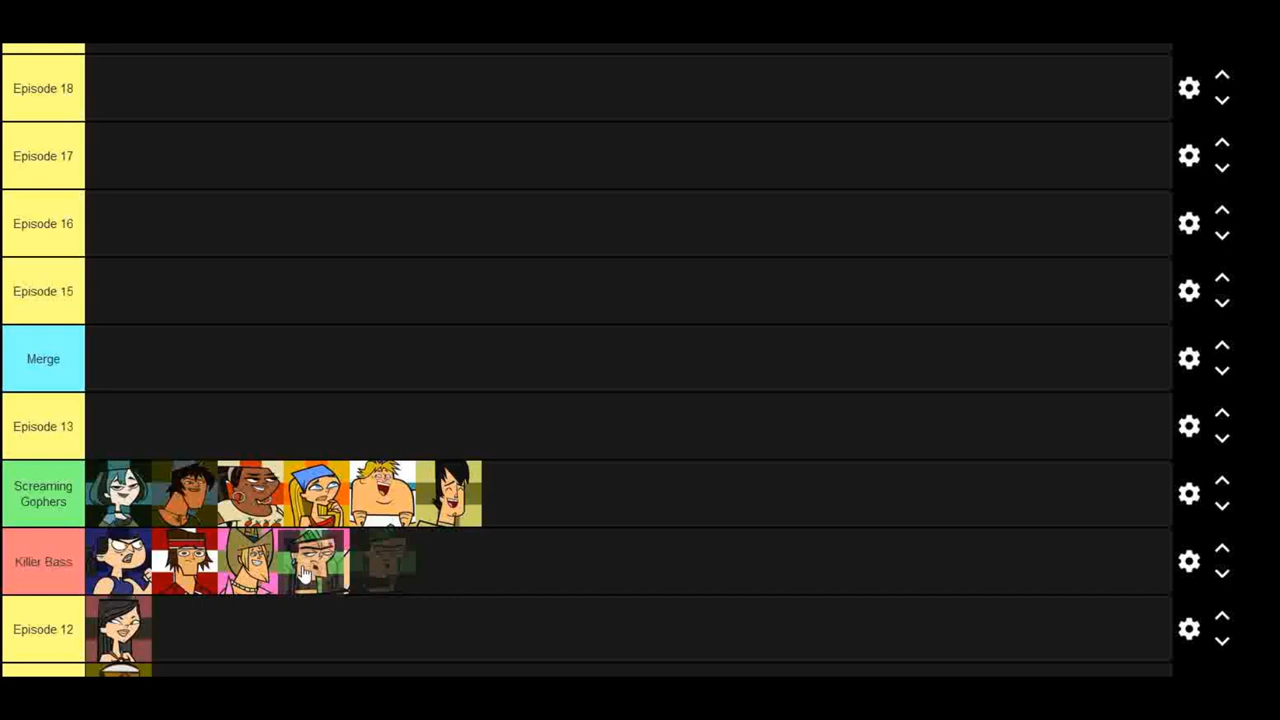 Episode 18
Episode 17
Episode 16
Episode 15
Merge
Episode 13
Screaming
Gophers
Killer Bass
Episode 12